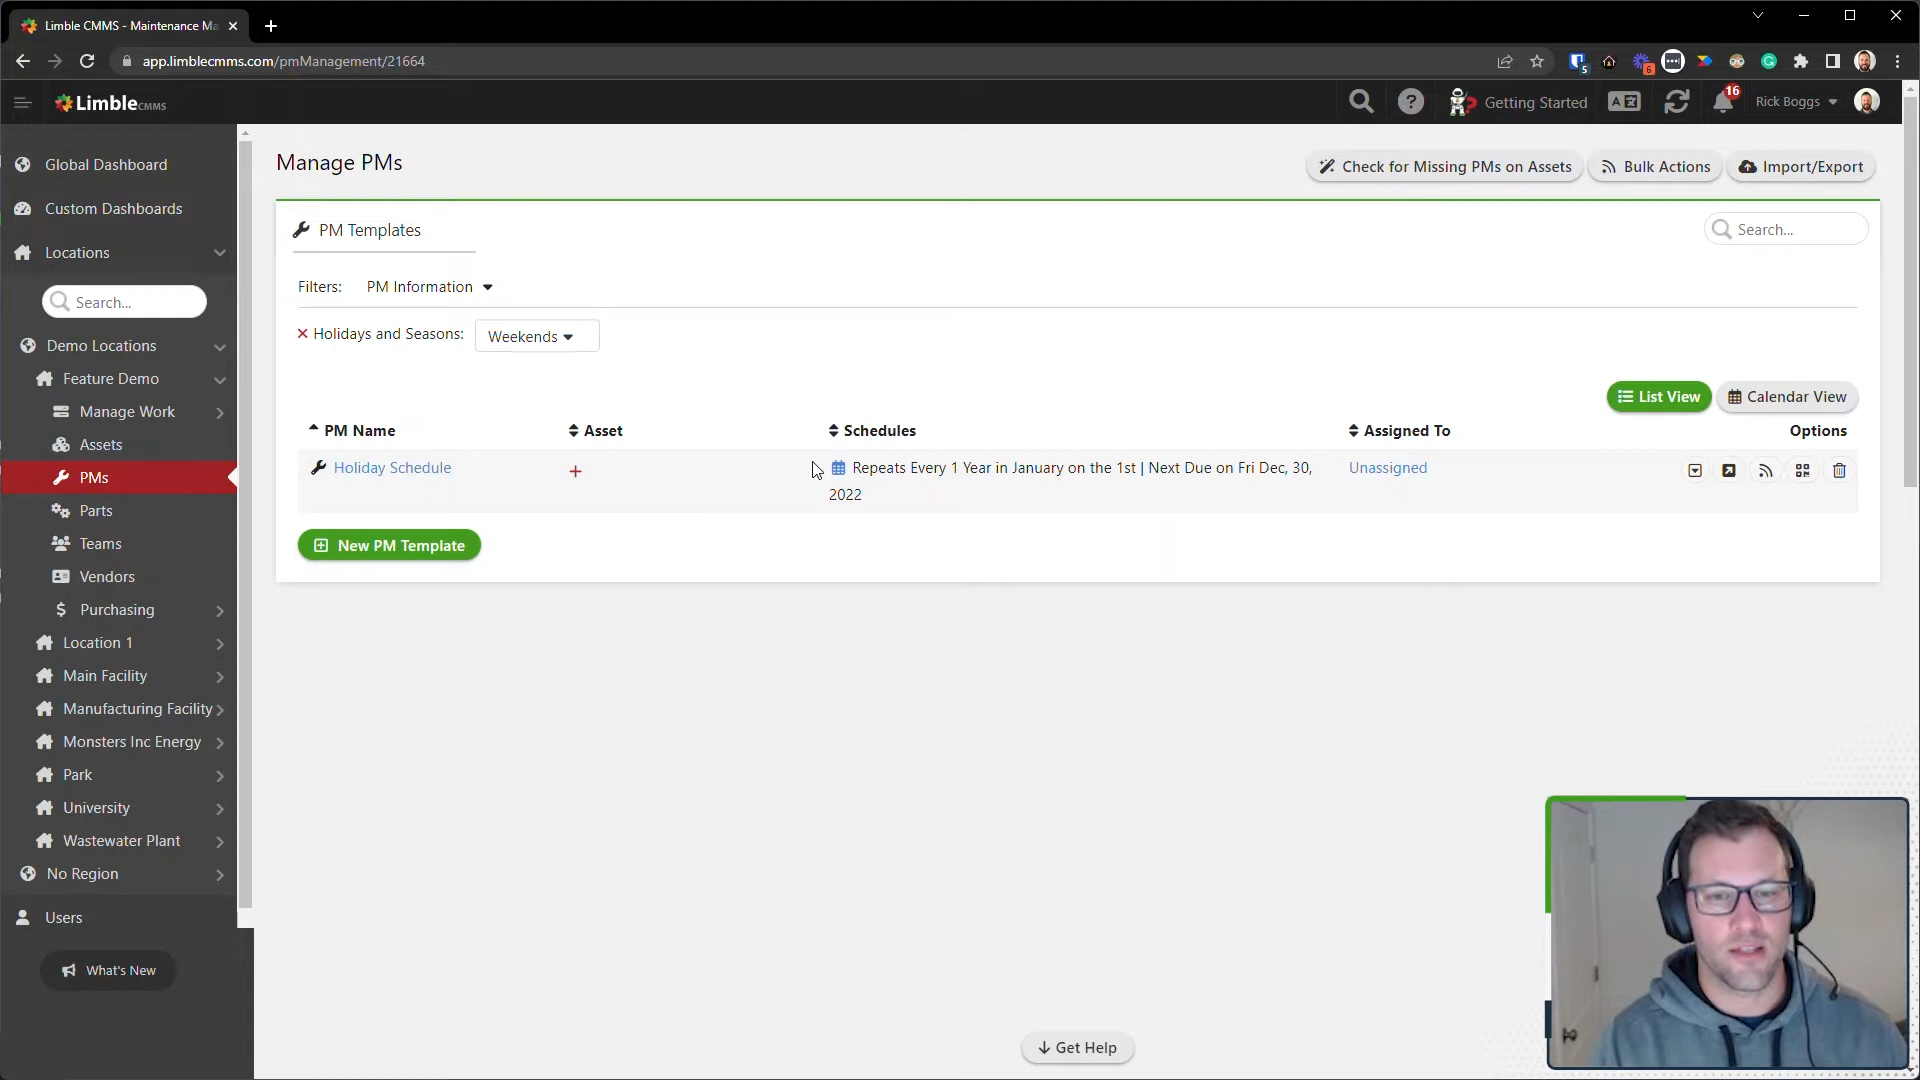 Limble CMMS - Maintenance Ma
app.limblecmms.com/pmManagement/21664
5
6
Limble CMMS
Getting Started
16
Rick Boggs
Global Dashboard
Custom Dashboards
Locations
Search...
Demo Locations
Feature Demo
Manage Work
Assets
PMs
Parts
Teams
Vendors
Purchasing
Location 1
Main Facility
Manufacturing Facility
Monsters Inc Energy
Park
University
Wastewater Plant
No Region
Users
What's New
Manage PMs
Check for Missing PMs on Assets
Bulk Actions
Import/Export
PM Templates
Search...
Filters: PM Information
Holidays and Seasons: Weekends
List View
Calendar View
PM Name Asset Schedules Assigned To Options
Holiday Schedule Repeats Every 1 Year in January on the 1st | Next Due on Fri Dec, 30, Unassigned
2022
New PM Template
Get Help